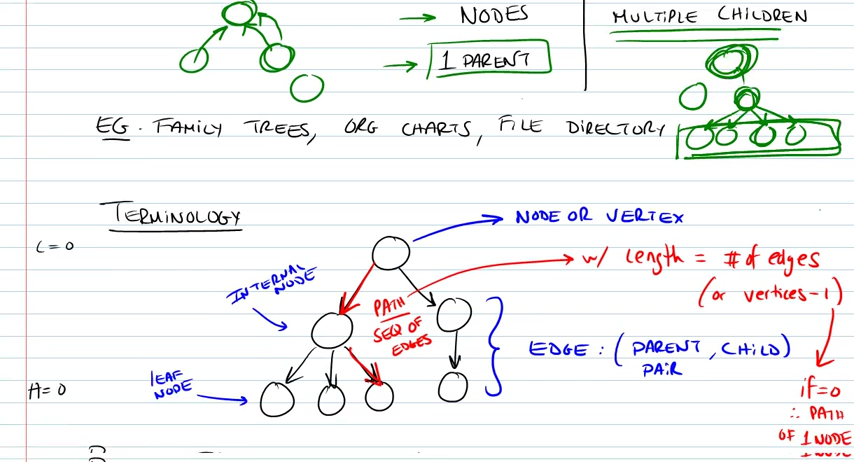 → NODES
→ 1 PARENT
MULTIPLE CHILDREN
EG. FAMILY TREES, ORG CHARTS, FILE DIRECTORY
TERMINOLOGY
NODE OR VERTEX
L=0
w/ length = # of edges
(or vertices-1)
INTERNAL
NODE
PATH
SEQ OF
EDGES
EDGE : (PARENT, CHILD)
PAIR
LEAF
NODE
H=0
if=0
∴ PATH
OF 1 NODE